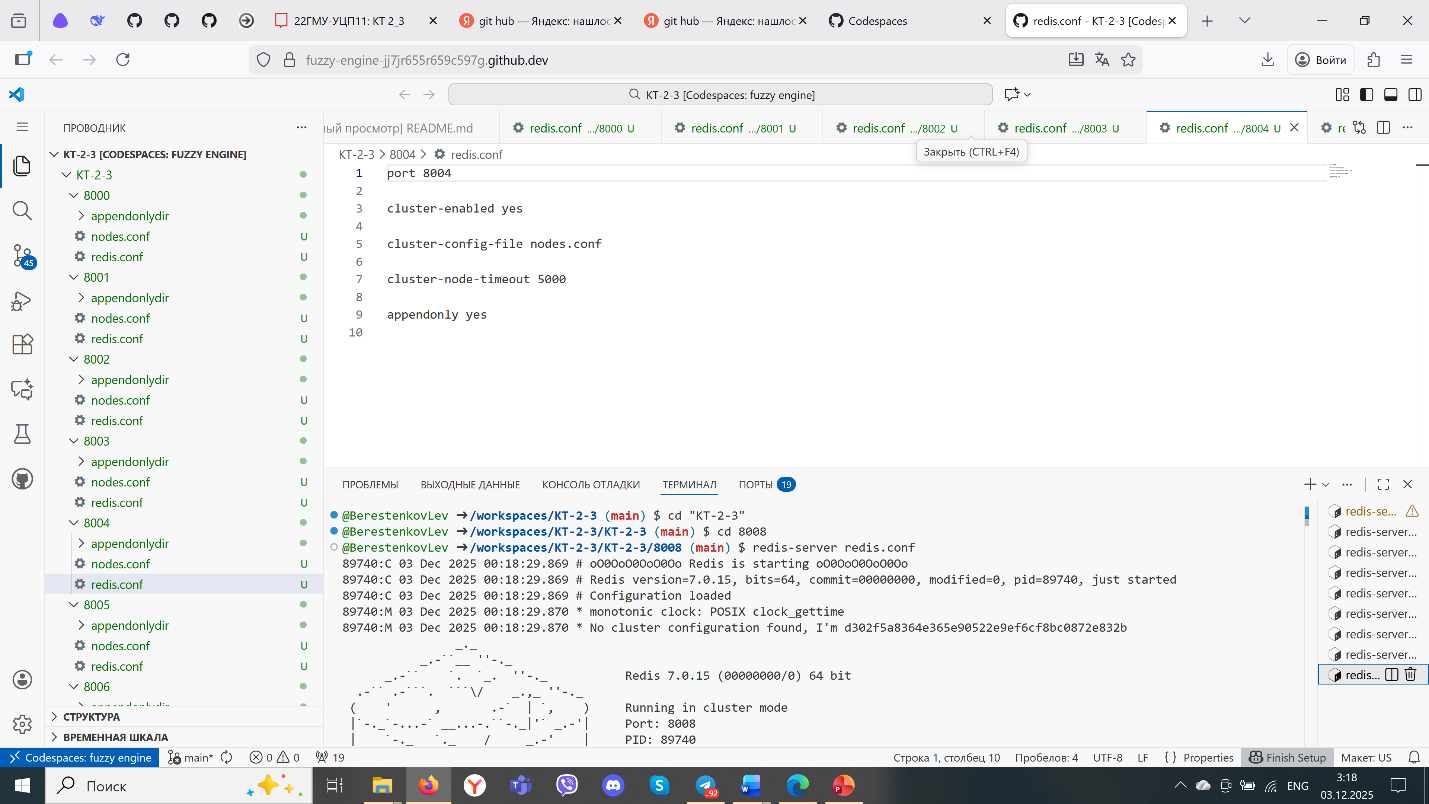 22ГМУ-УЦП11: КТ 2_3
git hub — Яндекс: нашлос
git hub — Яндекс: нашлос
Codespaces
redis.conf - KT-2-3 [Codesp
fuzzy-engine-jj7jr655r659c597g.github.dev
Войти
KT-2-3 [Codespaces: fuzzy engine]
ПРОВОДНИК
ный просмотр] README.md
redis.conf .../8000 U
redis.conf .../8001 U
redis.conf .../8002 U
redis.conf .../8003 U
redis.conf .../8004 U
Закрыть (CTRL+F4)
KT-2-3 > 8004 > redis.conf
KT-2-3 [CODESPACES: FUZZY ENGINE]
KT-2-3
8000
appendonlydir
nodes.conf U
redis.conf U
8001
appendonlydir
nodes.conf U
redis.conf U
8002
appendonlydir
nodes.conf U
redis.conf U
8003
appendonlydir
nodes.conf U
redis.conf U
8004
appendonlydir
nodes.conf U
redis.conf U
8005
appendonlydir
nodes.conf U
redis.conf U
8006
СТРУКТУРА
ВРЕМЕННАЯ ШКАЛА
45
1 port 8004
2
3 cluster-enabled yes
4
5 cluster-config-file nodes.conf
6
7 cluster-node-timeout 5000
8
9 appendonly yes
10
ПРОБЛЕМЫ ВЫХОДНЫЕ ДАННЫЕ КОНСОЛЬ ОТЛАДКИ ТЕРМИНАЛ ПОРТЫ 19
@BerestenkovLev ➜/workspaces/KT-2-3 (main) $ cd "KT-2-3"
@BerestenkovLev ➜/workspaces/KT-2-3/KT-2-3 (main) $ cd 8008
@BerestenkovLev ➜/workspaces/KT-2-3/KT-2-3/8008 (main) $ redis-server redis.conf
89740:C 03 Dec 2025 00:18:29.869 # oO0OoO0OoO0Oo Redis is starting oO0OoO0OoO0Oo
89740:C 03 Dec 2025 00:18:29.869 # Redis version=7.0.15, bits=64, commit=00000000, modified=0, pid=89740, just started
89740:C 03 Dec 2025 00:18:29.869 # Configuration loaded
89740:M 03 Dec 2025 00:18:29.870 * monotonic clock: POSIX clock_gettime
89740:M 03 Dec 2025 00:18:29.870 * No cluster configuration found, I'm d302f5a8364e365e90522e9ef6cf8bc0872e832b
Redis 7.0.15 (00000000/0) 64 bit
Running in cluster mode
Port: 8008
PID: 89740
redis-se...
redis-server...
redis-server...
redis-server...
redis-server...
redis-server...
redis-server...
redis-server...
redis...
Codespaces: fuzzy engine main* 0 0 19
Строка 1, столбец 10 Пробелов: 4 UTF-8 LF { } Properties Finish Setup Макет: US
Поиск
92
ENG
3:18
03.12.2025